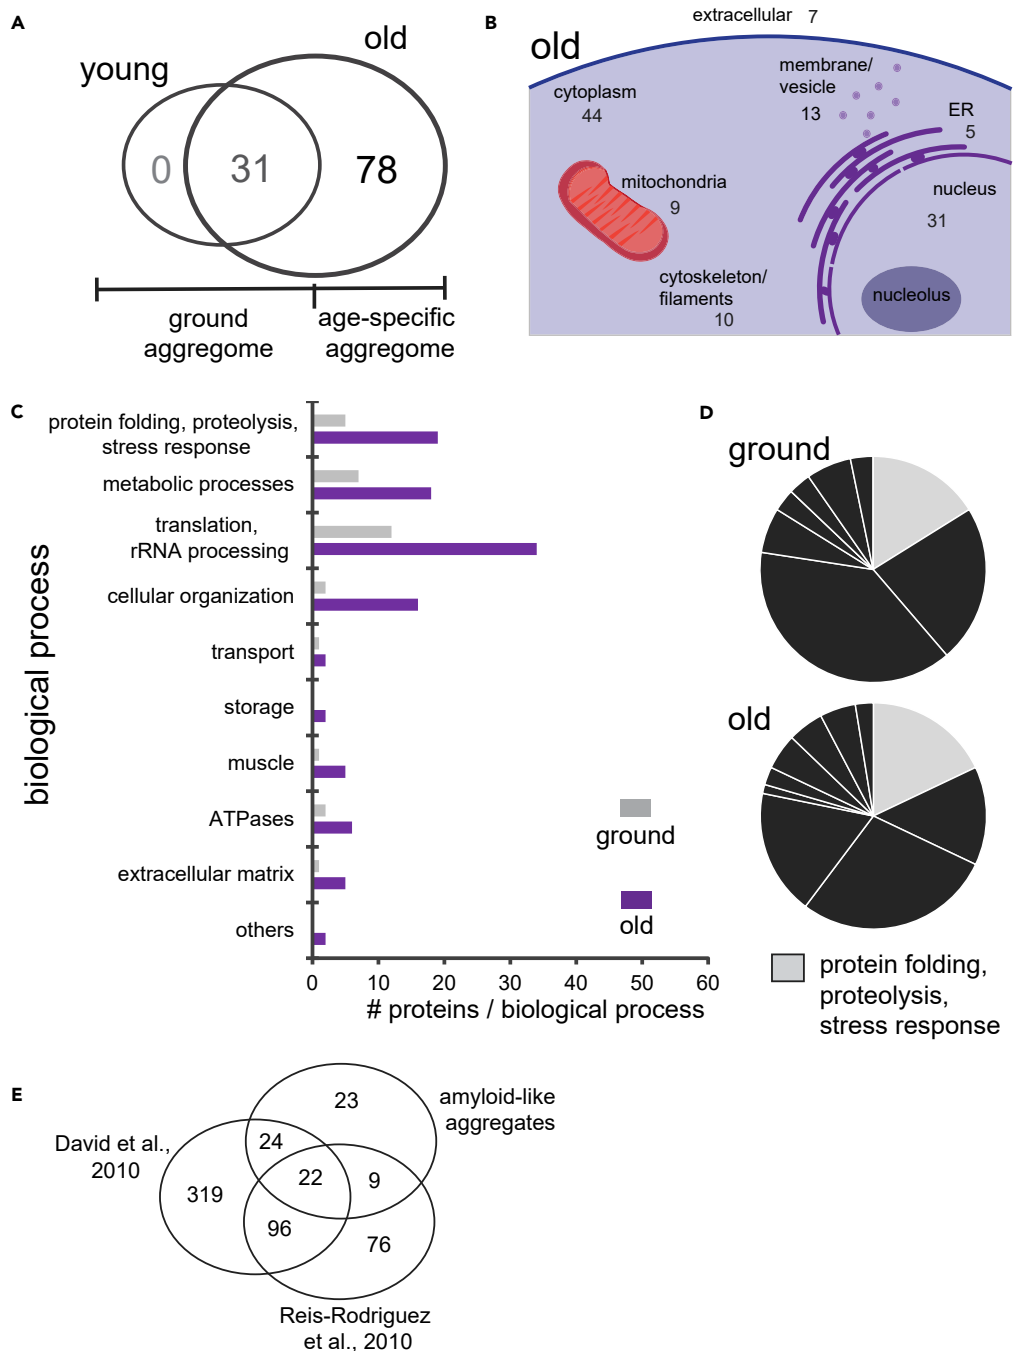 A
young
old
0
31
78
ground
aggregome
age-specific
aggregome
B
extracellular 7
old
cytoplasm
44
membrane/
vesicle
13
ER
5
mitochondria
9
nucleus
31
cytoskeleton/
filaments
10
nucleolus
C
biological process
protein folding, proteolysis,
stress response
metabolic processes
translation,
rRNA processing
cellular organization
transport
storage
muscle
ATPases
extracellular matrix
others
ground
old
0 10 20 30 40 50 60
# proteins / biological process
D
ground
old
protein folding,
proteolysis,
stress response
E
David et al.,
2010
amyloid-like
aggregates
23
24
22
9
319
96
76
Reis-Rodriguez
et al., 2010